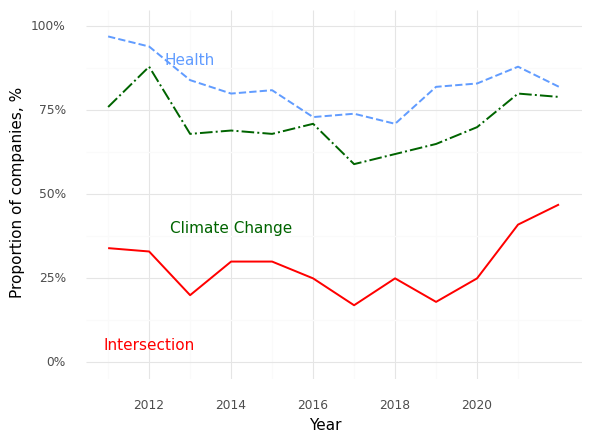 100%
Health
75%
50%
Climate Change
25%
Intersection
0%
2012 2014 2016 2018 2020
Year
Proportion of companies, %